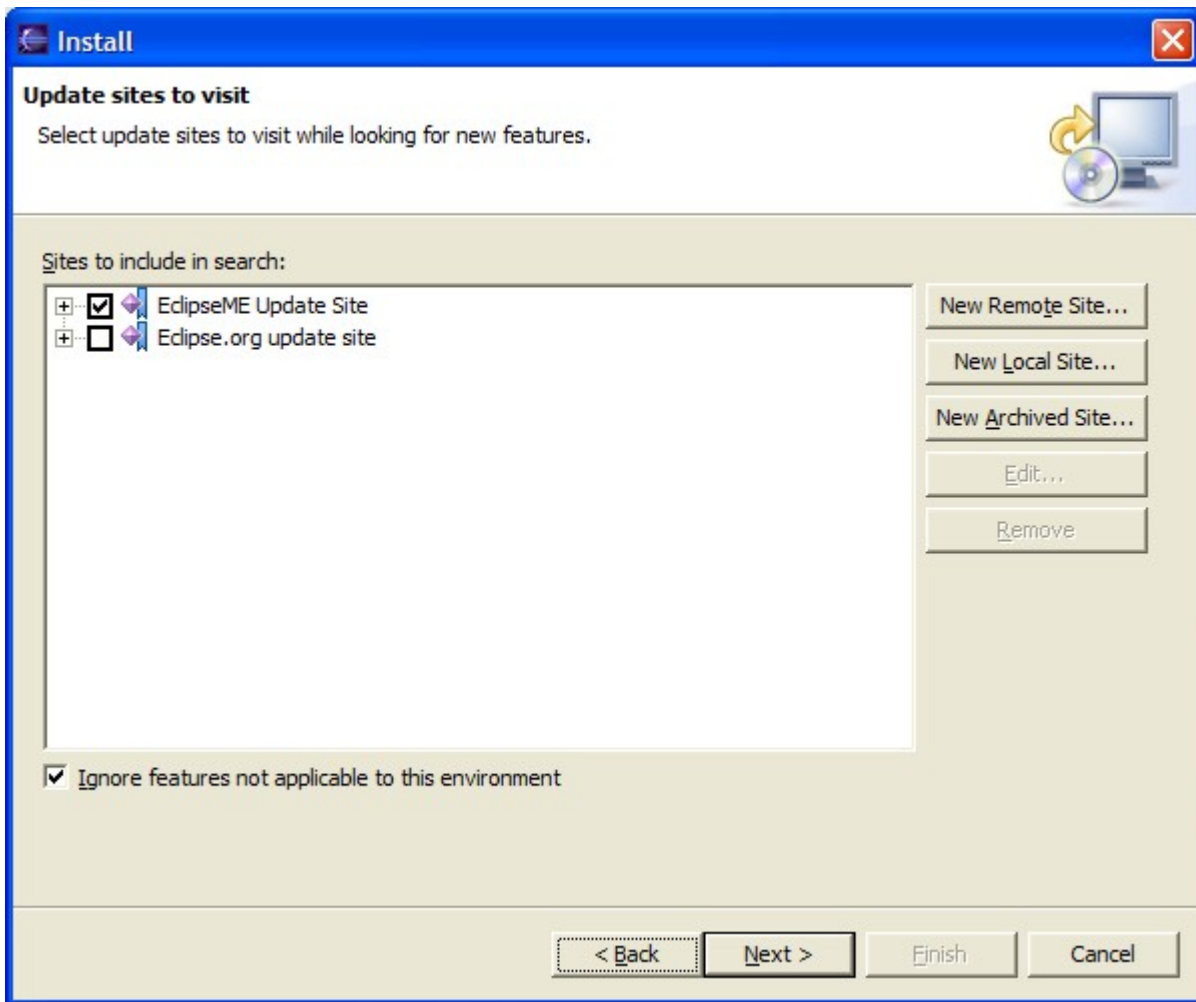 Install
Update sites to visit
Select update sites to visit while looking for new features.
Sites to include in search:
EclipseME Update Site
Eclipse.org update site
New Remote Site...
New Local Site...
New Archived Site...
Edit...
Remove
Ignore features not applicable to this environment
< Back
Next >
Finish
Cancel